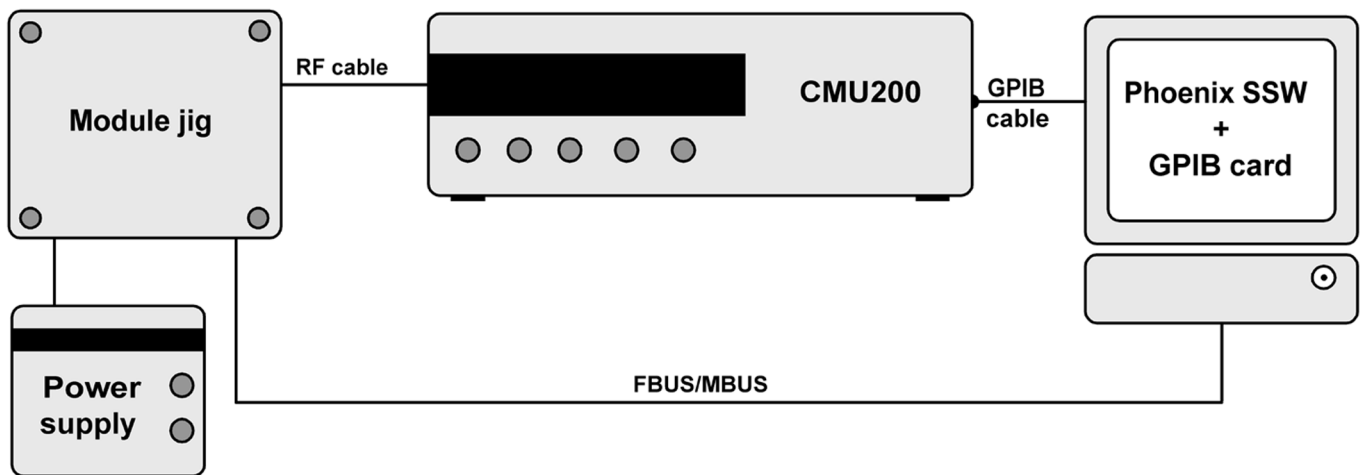 Module jig
RF cable
CMU200
GPIB
cable
Phoenix SSW
+
GPIB card
Power
supply
FBUS/MBUS